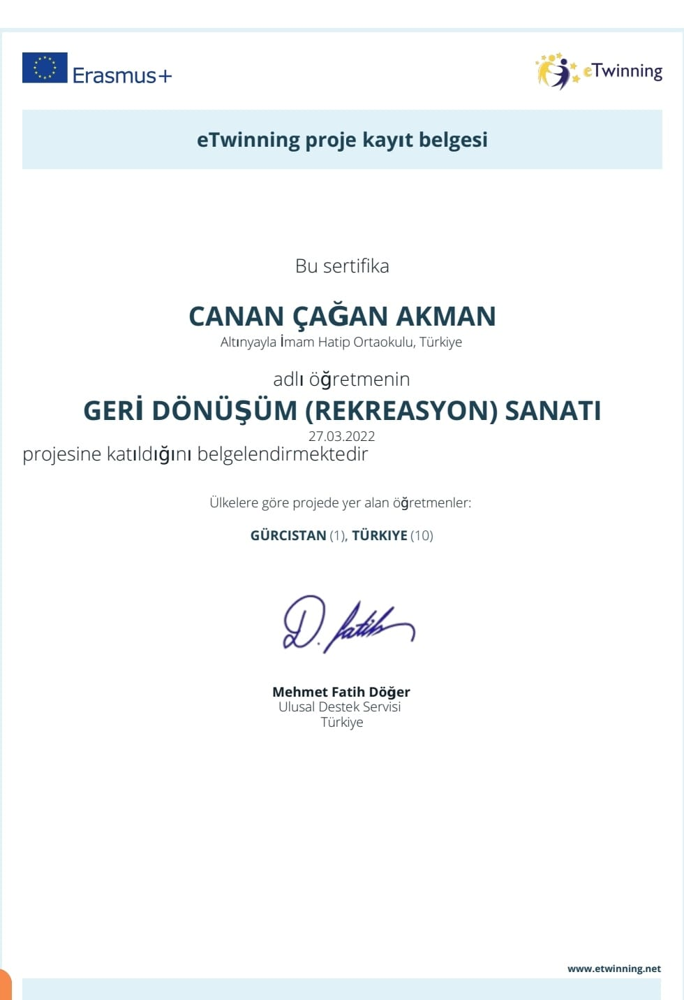 Erasmus+
eTwinning
eTwinning proje kayıt belgesi
Bu sertifika
CANAN ÇAĞAN AKMAN
Altınyayla İmam Hatip Ortaokulu, Türkiye
adlı öğretmenin
GERİ DÖNÜŞÜM (REKREASYON) SANATI
27.03.2022
projesine katıldığını belgelendirmektedir
Ülkelere göre projede yer alan öğretmenler:
GÜRCISTAN (1), TÜRKIYE (10)
D. fatih
Mehmet Fatih Döğer
Ulusal Destek Servisi
Türkiye
www.etwinning.net